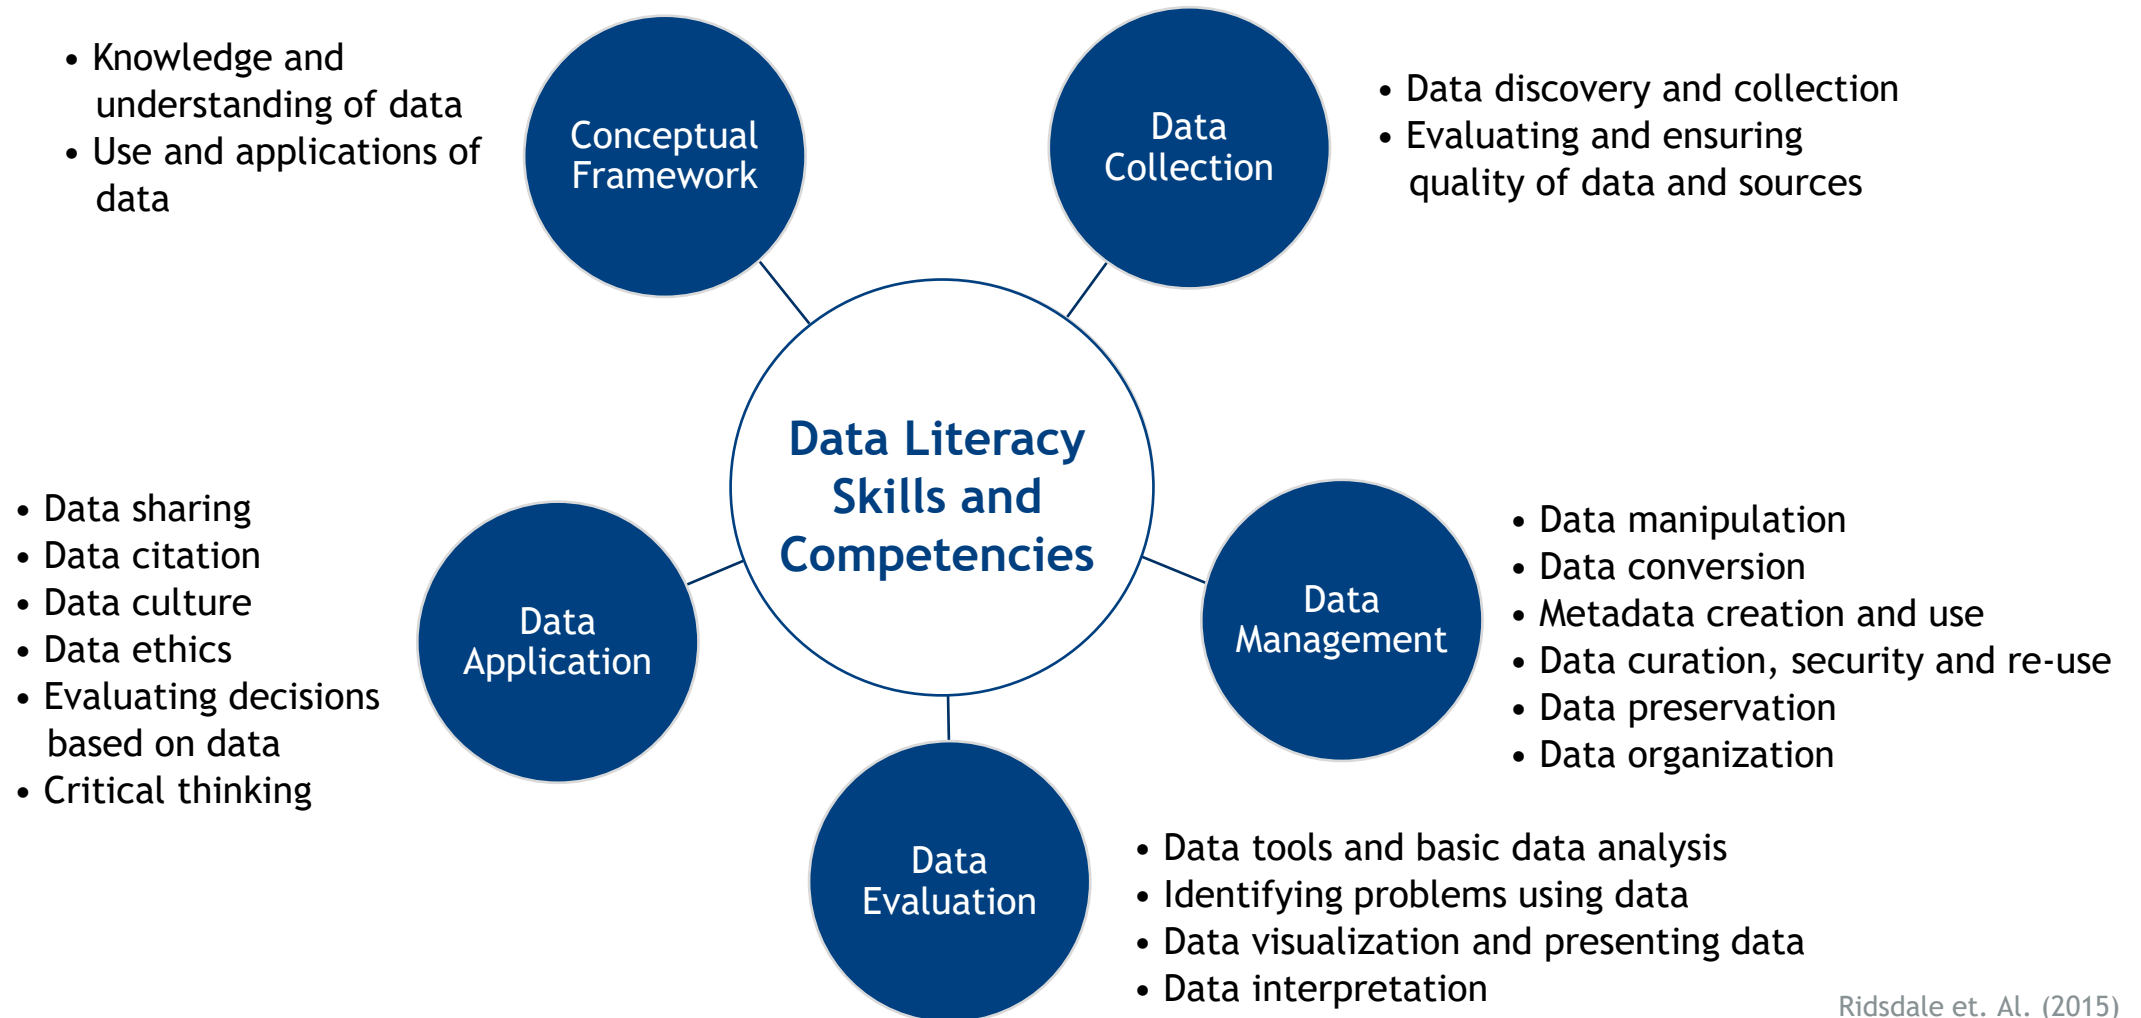 • Knowledge and
understanding of data
• Use and applications of
data
Conceptual
Framework
Data
Collection
• Data discovery and collection
• Evaluating and ensuring
quality of data and sources
Data Literacy
Skills and
Competencies
• Data sharing
• Data citation
• Data culture
• Data ethics
• Evaluating decisions
based on data
• Critical thinking
Data
Application
Data
Management
• Data manipulation
• Data conversion
• Metadata creation and use
• Data curation, security and re-use
• Data preservation
• Data organization
Data
Evaluation
• Data tools and basic data analysis
• Identifying problems using data
• Data visualization and presenting data
• Data interpretation
Ridsdale et. Al. (2015)